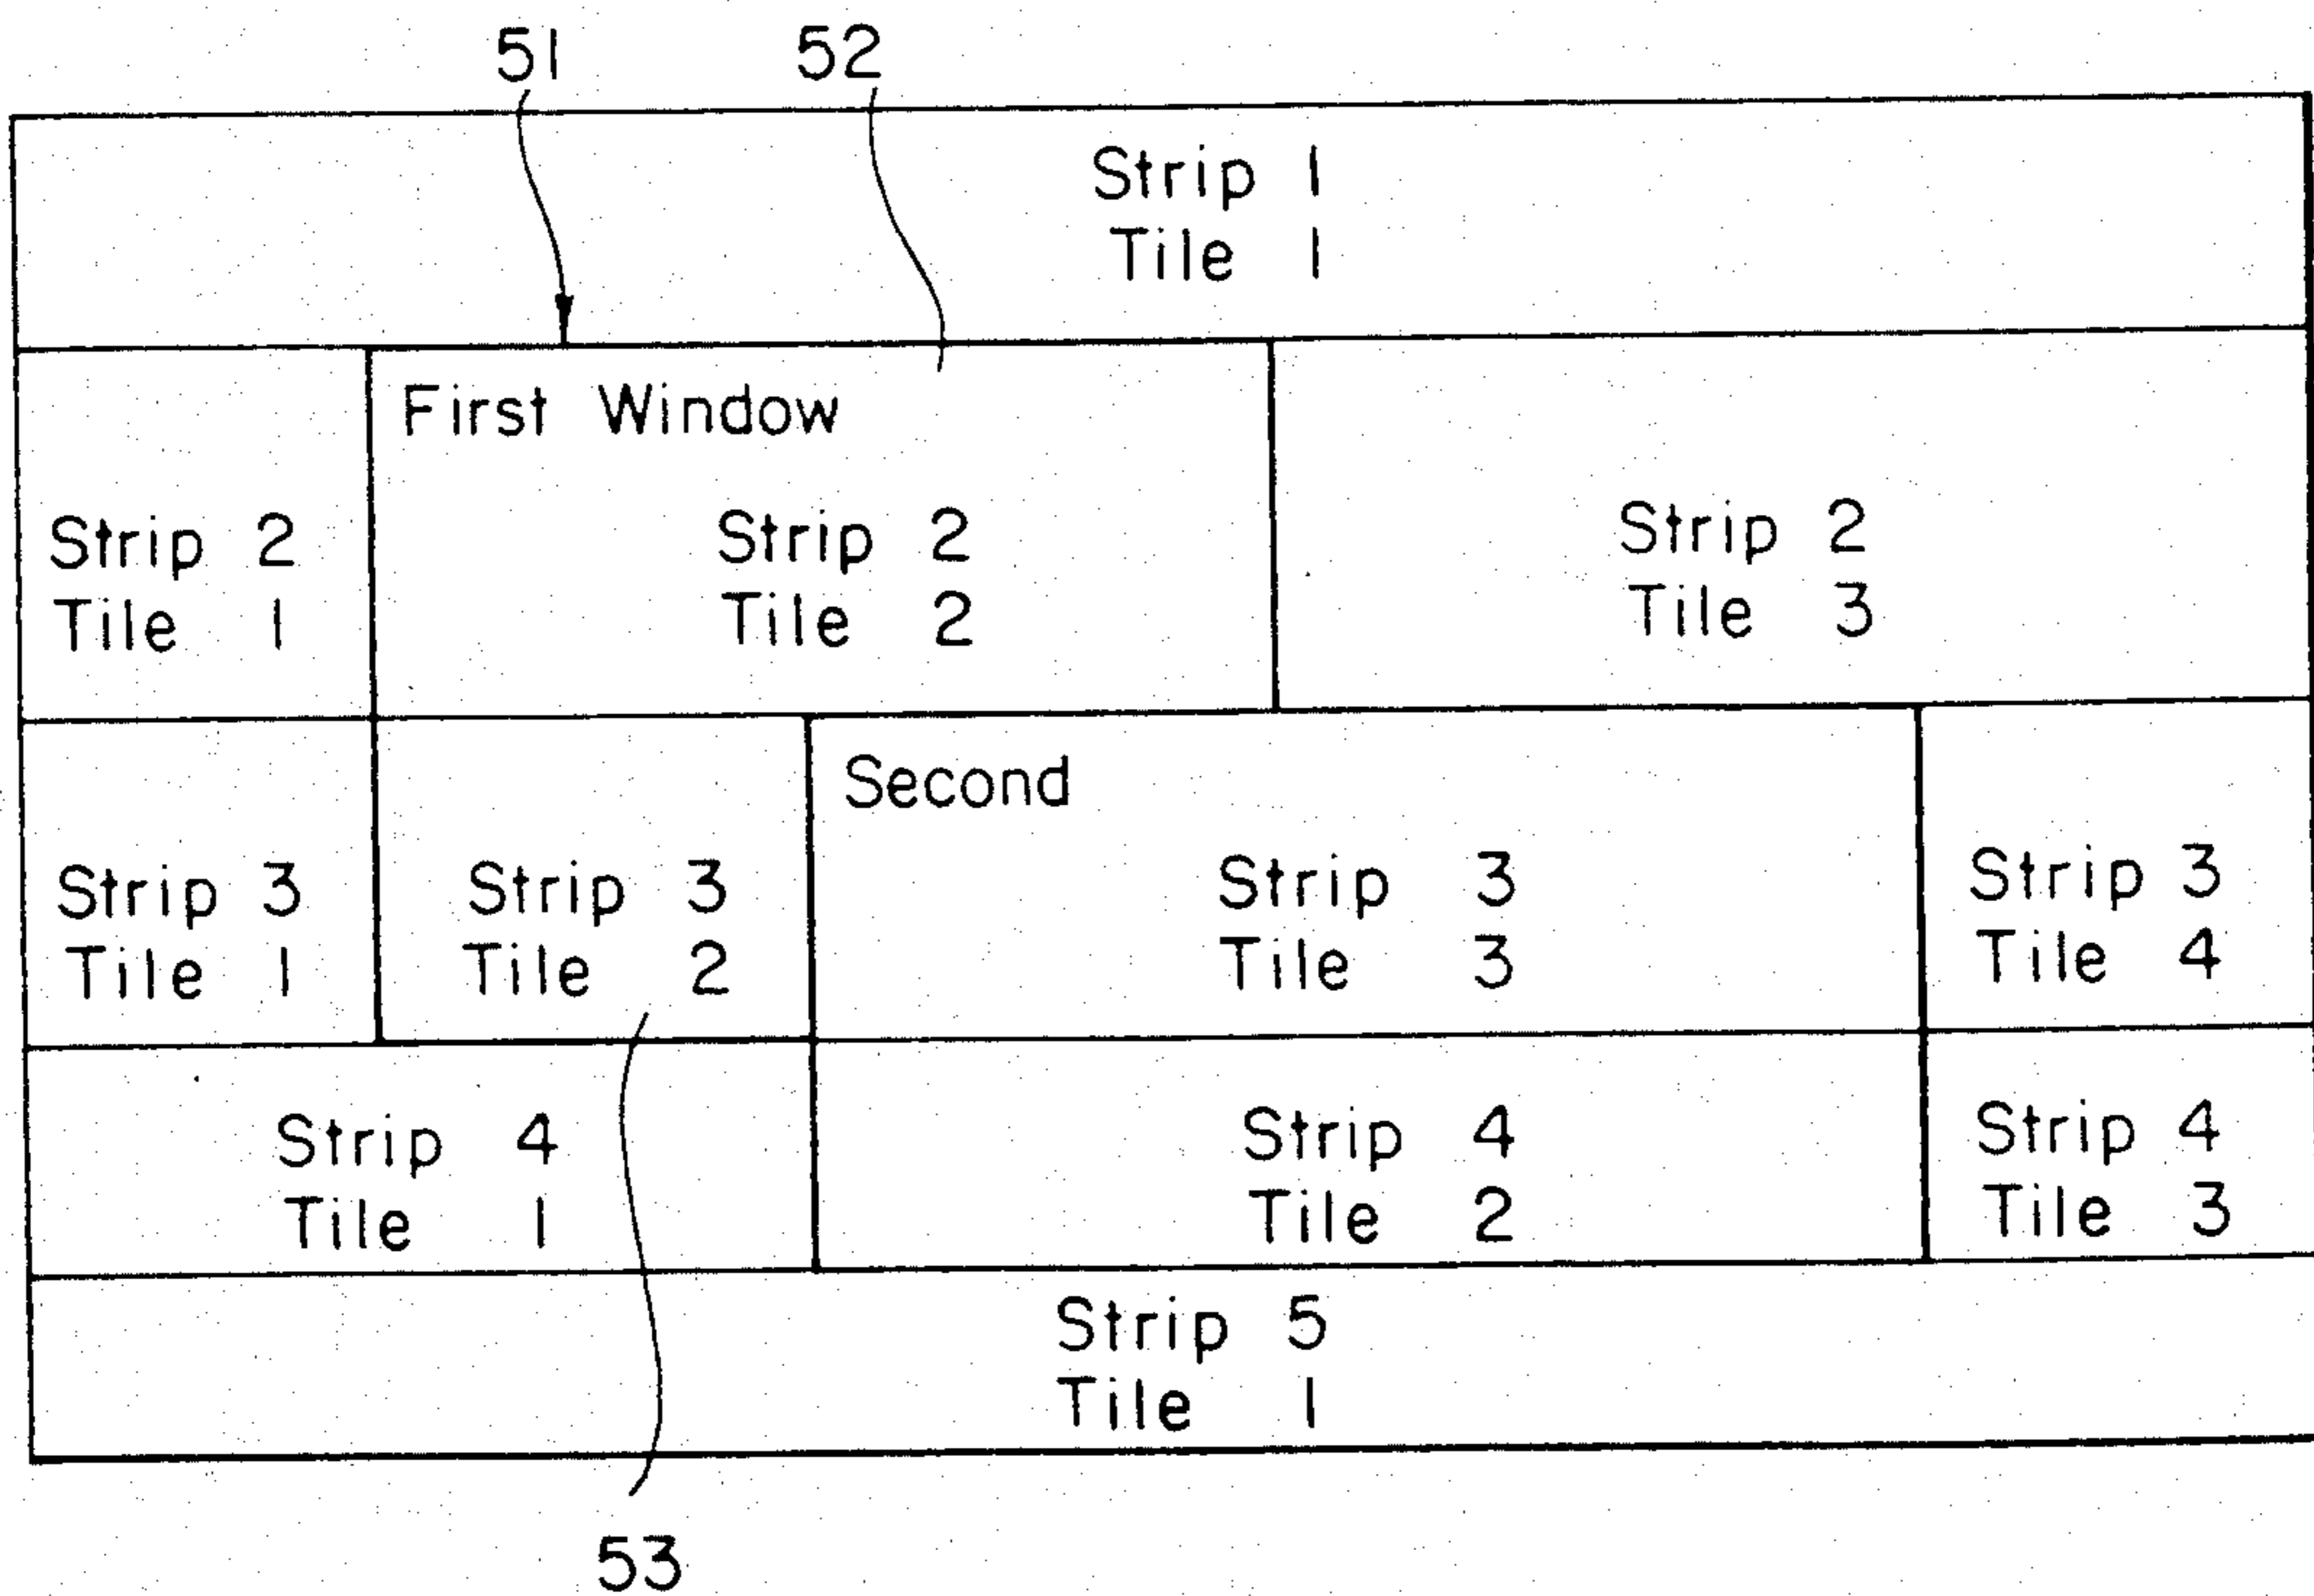 51
52
Strip 1
Tile 1
First Window
Strip 2
Tile 1
Strip 2
Tile 2
Strip 2
Tile 3
Second
Strip 3
Tile 1
Strip 3
Tile 2
Strip 3
Tile 3
Strip 3
Tile 4
Strip 4
Tile 1
Strip 4
Tile 2
Strip 4
Tile 3
Strip 5
Tile 1
53